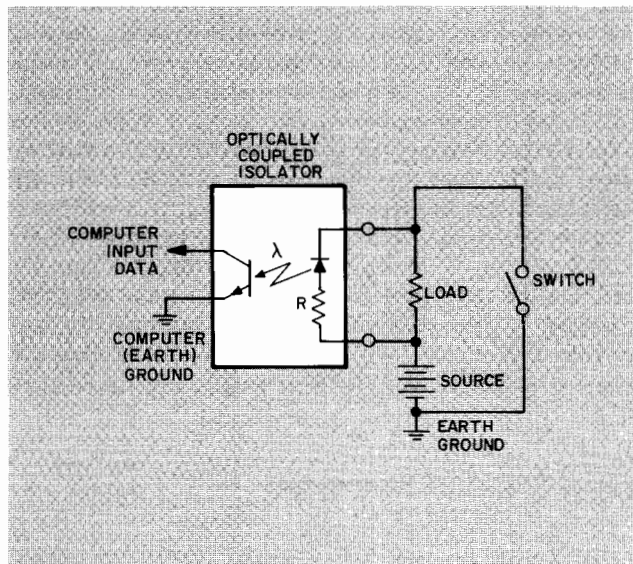 OPTICALLY
COUPLED
ISOLATOR
COMPUTER
INPUT
DATA
λ
R
LOAD
SWITCH
COMPUTER
(EARTH)
GROUND
SOURCE
EARTH
GROUND